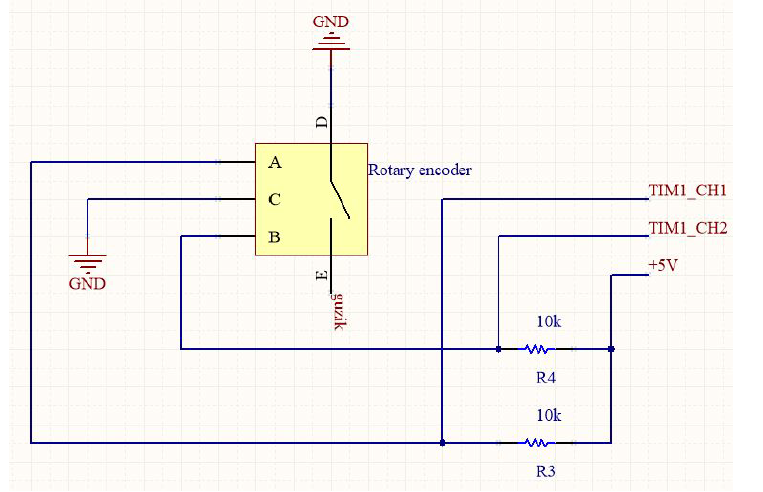 GND
D
A
Rotary encoder
C
TIM1_CH1
B
TIM1_CH2
+5V
E
GND
guzik
10k
R4
10k
R3